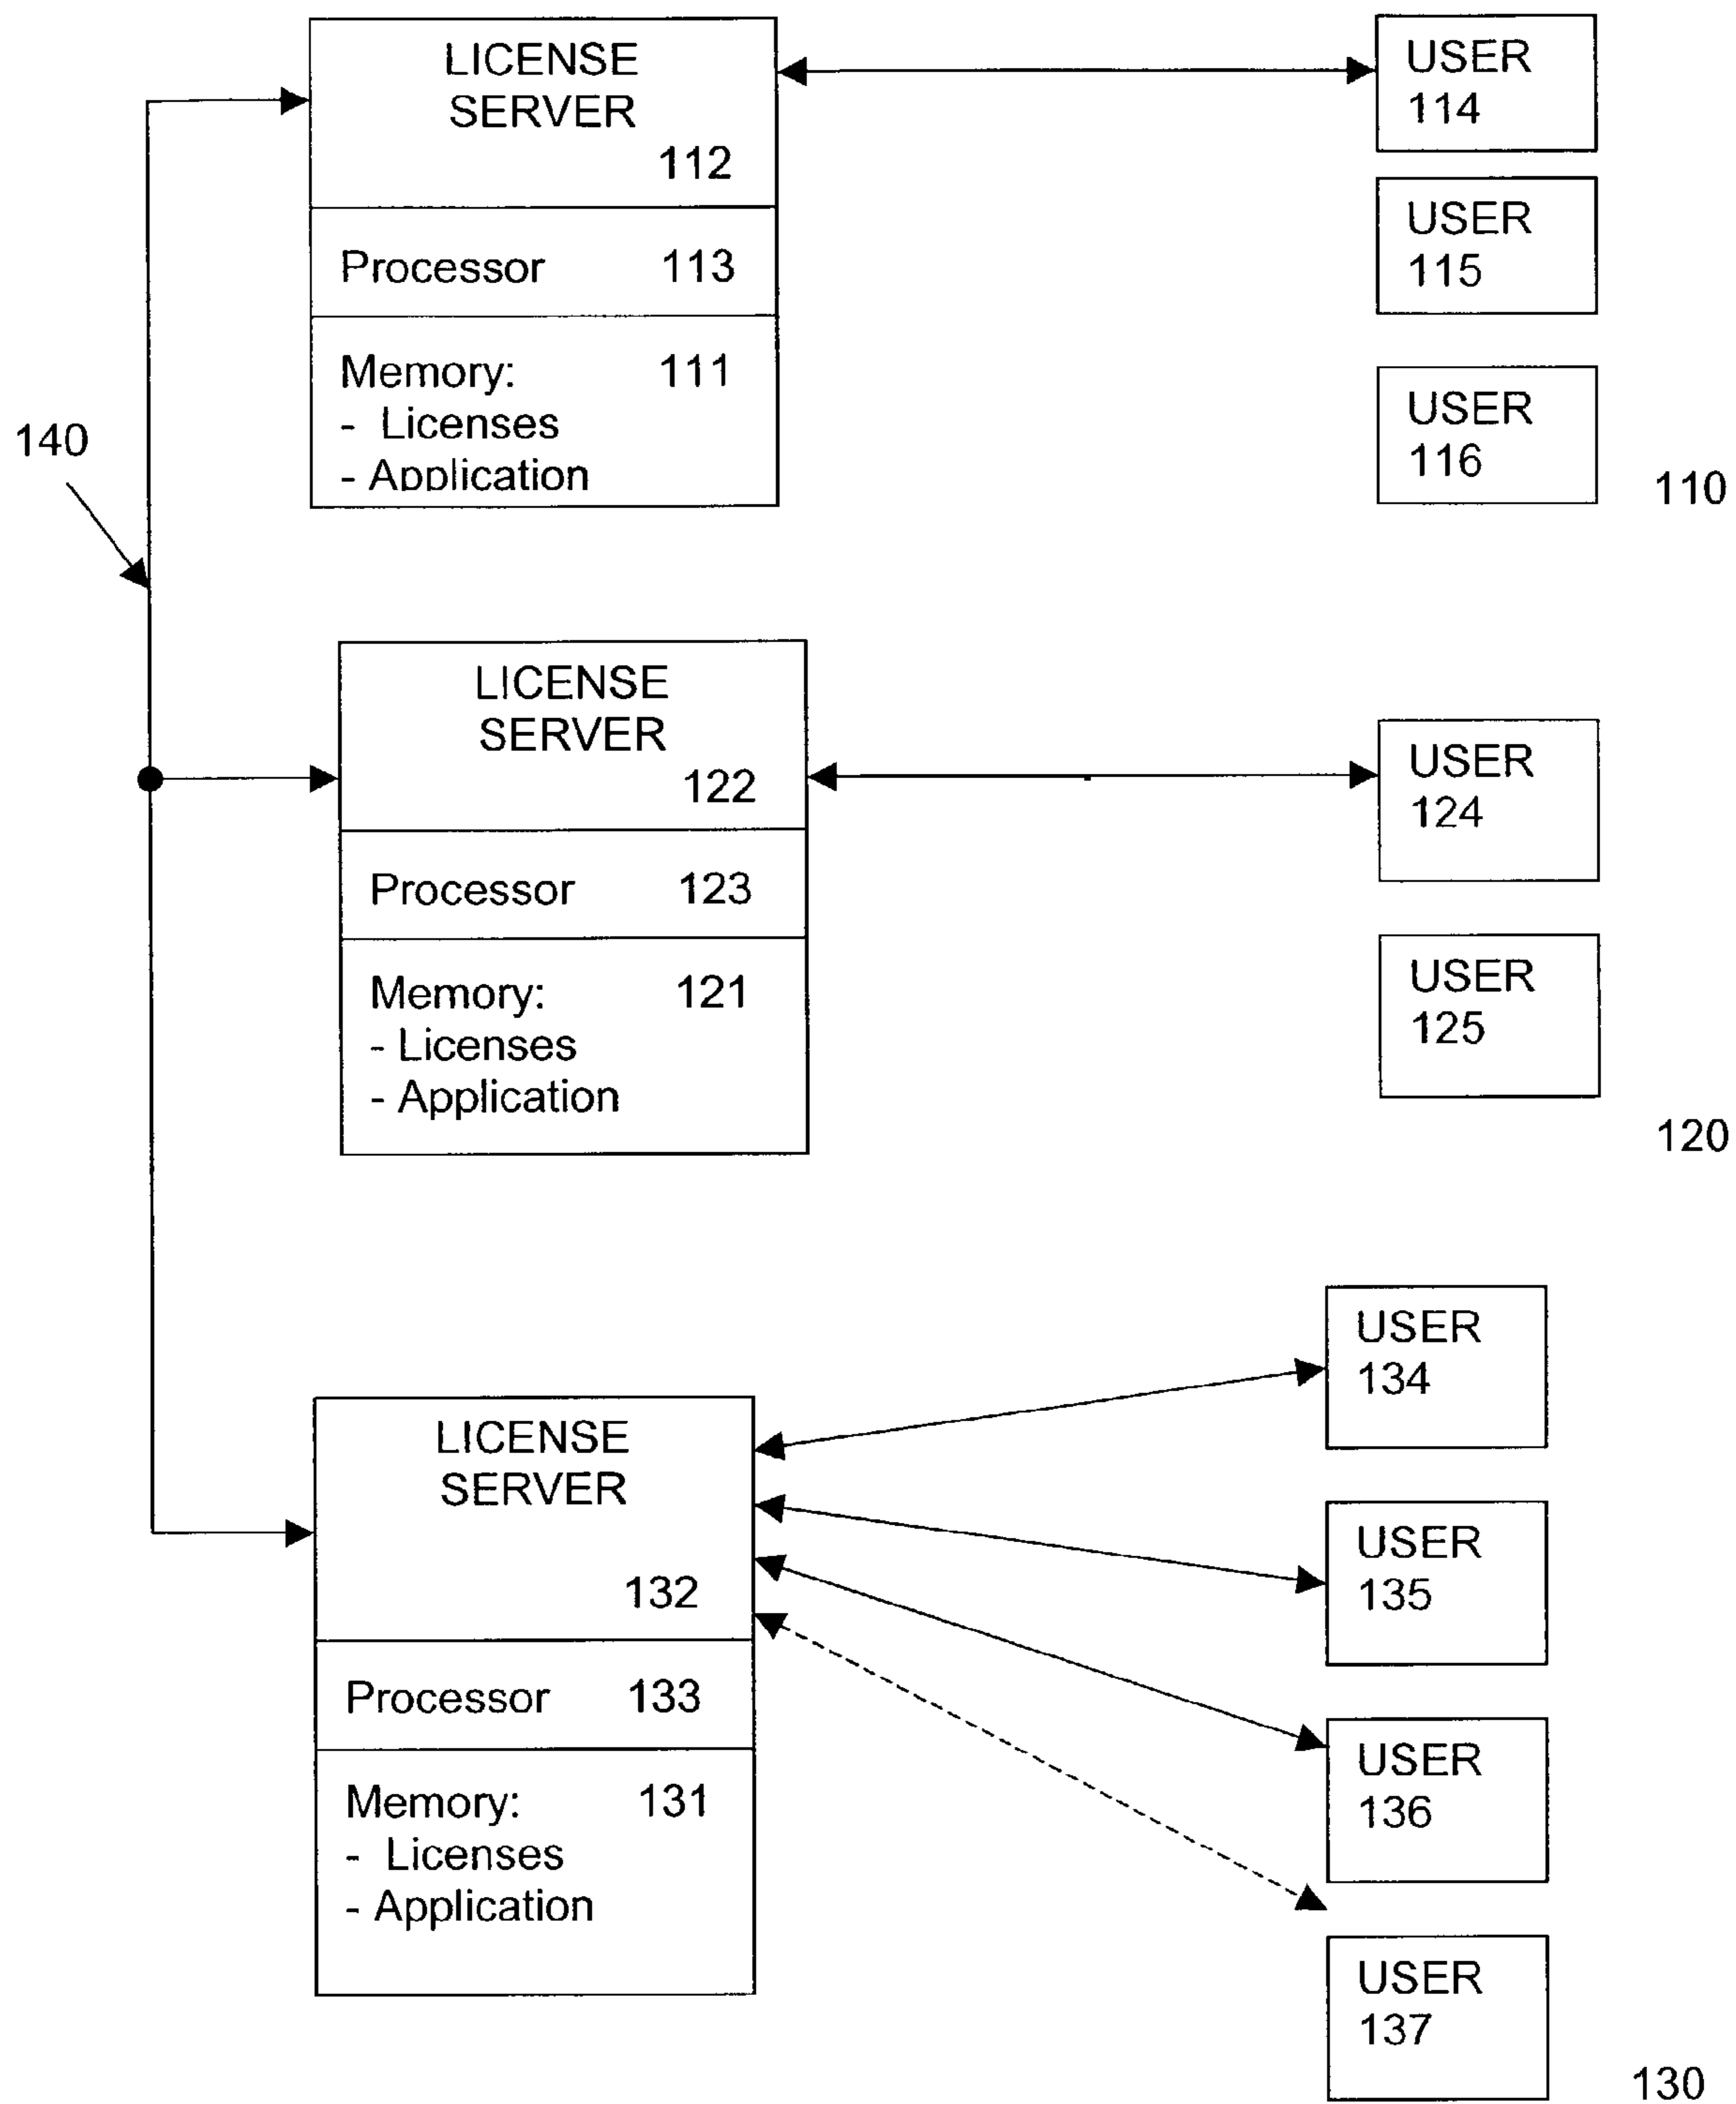 LICENSE
SERVER
112
Processor 113
Memory: 111
- Licenses
- Application
USER
114
USER
115
USER
116
110
140
LICENSE
SERVER
122
Processor 123
Memory: 121
- Licenses
- Application
USER
124
USER
125
120
LICENSE
SERVER
132
Processor 133
Memory: 131
- Licenses
- Application
USER
134
USER
135
USER
136
USER
137
130